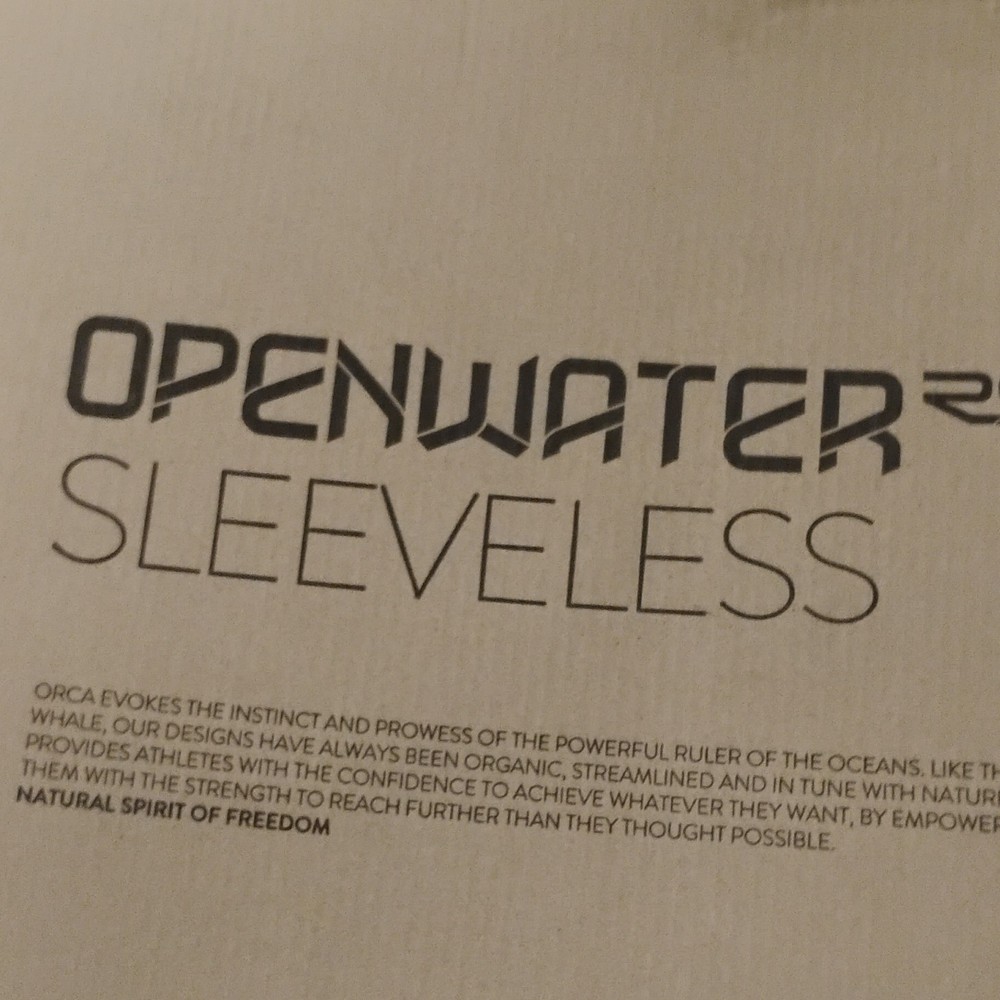 OPENWATER
SLEEVELESS
ORCA EVOKES THE INSTINCT AND PROWESS OF THE POWERFUL RULER OF THE OCEANS. LIKE
WHALE, OUR DESIGNS HAVE ALWAYS BEEN ORGANIC, STREAMLINED AND IN TUNE WITH
PROVIDES ATHLETES WITH THE CONFIDENCE TO ACHIEVE WHATEVER THEY WANT, BY
THEM WITH THE STRENGTH TO REACH FURTHER THAN THEY THOUGHT POSSIBLE.
NATURAL SPIRIT OF FREEDOM